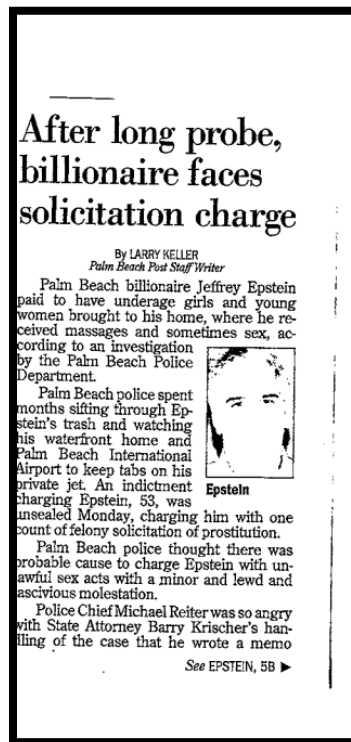 After long probe,
billionaire faces
solicitation charge
By LARRY KELLER
Palm Beach Post Staff Writer
Palm Beach billionaire Jeffrey Epstein
paid to have underage girls and young
women brought to his home, where he re-
ceived massages and sometimes sex, ac-
cording to an investigation
by the Palm Beach Police
Department.
Palm Beach police spent
months sifting through Ep-
stein's trash and watching
his waterfront home and
Palm Beach International
Airport to keep tabs on his
private jet. An indictment
charging Epstein, 53, was
unsealed Monday, charging him with one
count of felony solicitation of prostitution.
Epstein
Palm Beach police thought there was
probable cause to charge Epstein with un-
lawful sex acts with a minor and lewd and
lascivious molestation.
Police Chief Michael Reiter was so angry
with State Attorney Barry Krischer's han-
dling of the case that he wrote a memo
See EPSTEIN, 5B ▶